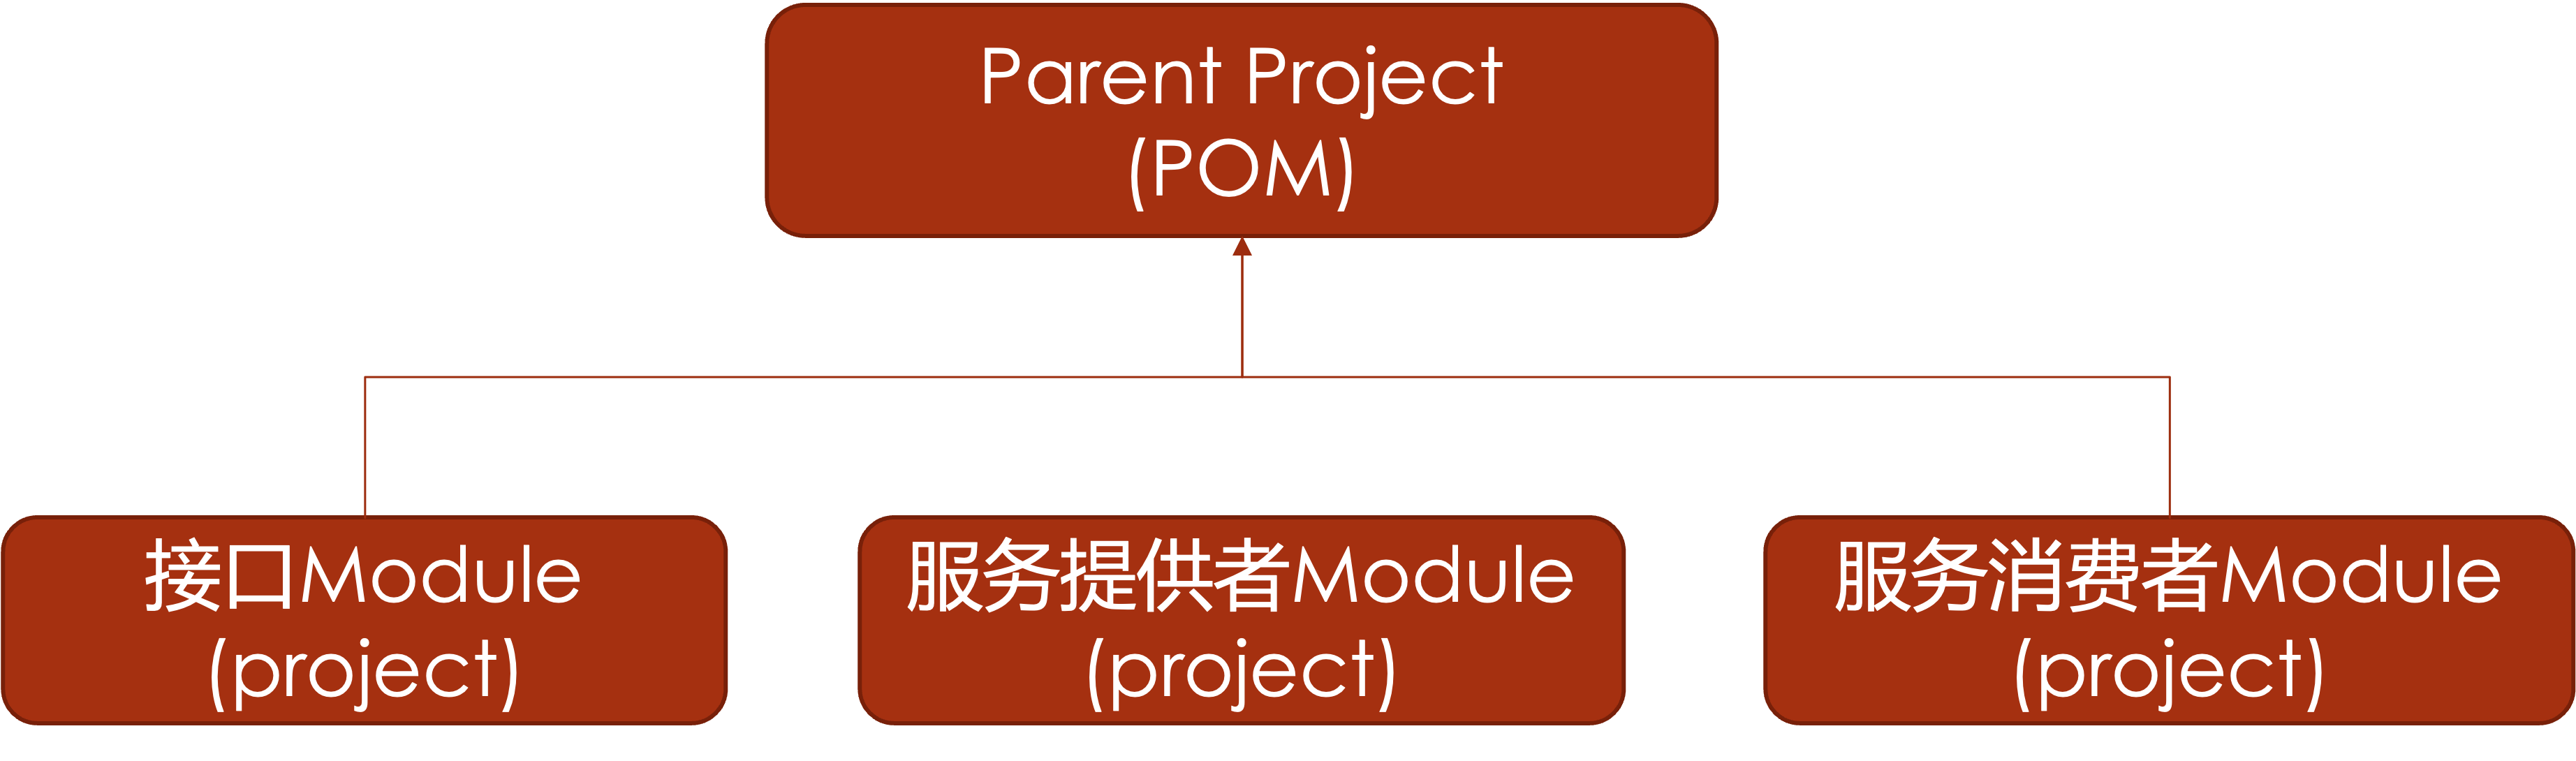 Parent Project
(POM)
接口Module
(project)
服务提供者Module
(project)
服务消费者Module
(project)